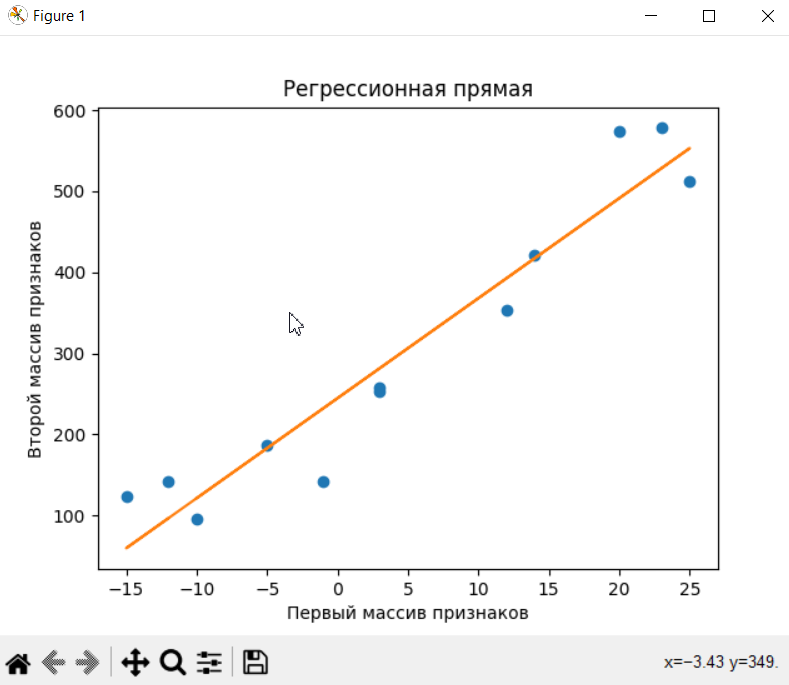 Figure 1
Регрессионная прямая
600
500
400
300
200
100
Второй массив признаков
−15 −10 −5 0 5 10 15 20 25
Первый массив признаков
x=−3.43 y=349.